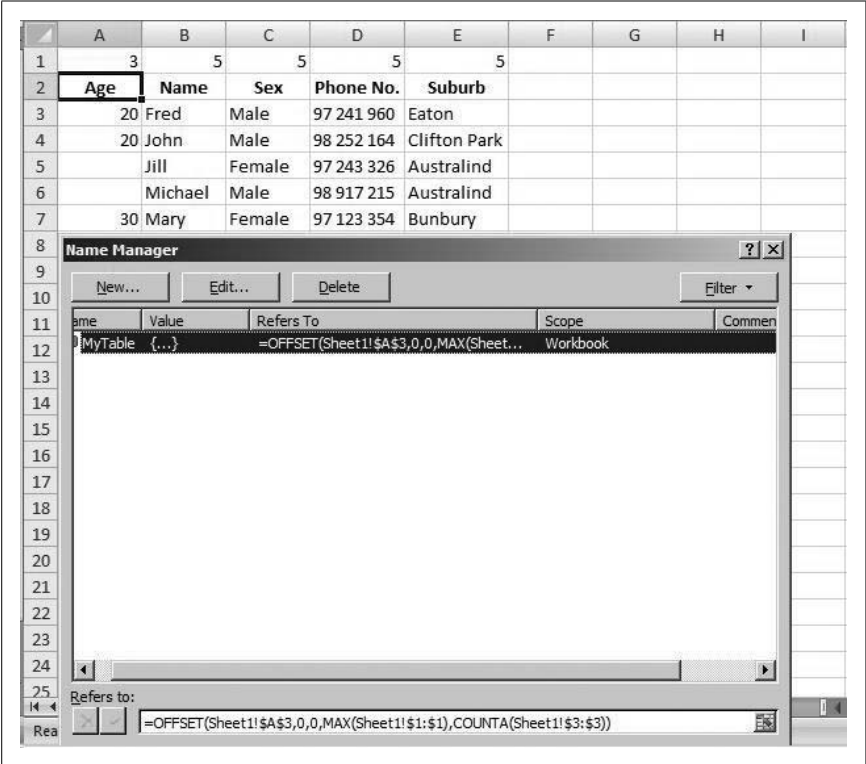 A B C D E F G H I
1 3 5 5 5 5
2 Age Name Sex Phone No. Suburb
3 20 Fred Male 97 241 960 Eaton
4 20 John Male 98 252 164 Clifton Park
5 Jill Female 97 243 326 Australind
6 Michael Male 98 917 215 Australind
7 30 Mary Female 97 123 354 Bunbury
8 Name Manager ? X
9
New... Edit... Delete Filter
10
11 ame Value Refers To Scope Commen
12 MyTable {...} =OFFSET(Sheet1!$A$3,0,0,MAX(Sheet... Workbook
13
14
15
16
17
18
19
20
21
22
23
24
25 Refers to:
Rea =OFFSET(Sheet1!$A$3,0,0,MAX(Sheet1!$1:$1),COUNTA(Sheet1!$3:$3))